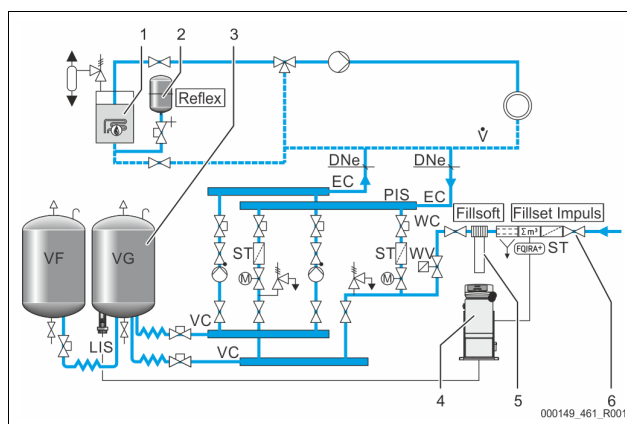 1
2
3
Reflex
V̇
DNe
DNe
EC
PIS
EC
WC
Fillsoft
Fillset Impuls
Σm³
FQIRA+
ST
ST
ST
WV
M
M
VF
VG
LIS
VC
VC
4
5
6
000149_461_R001